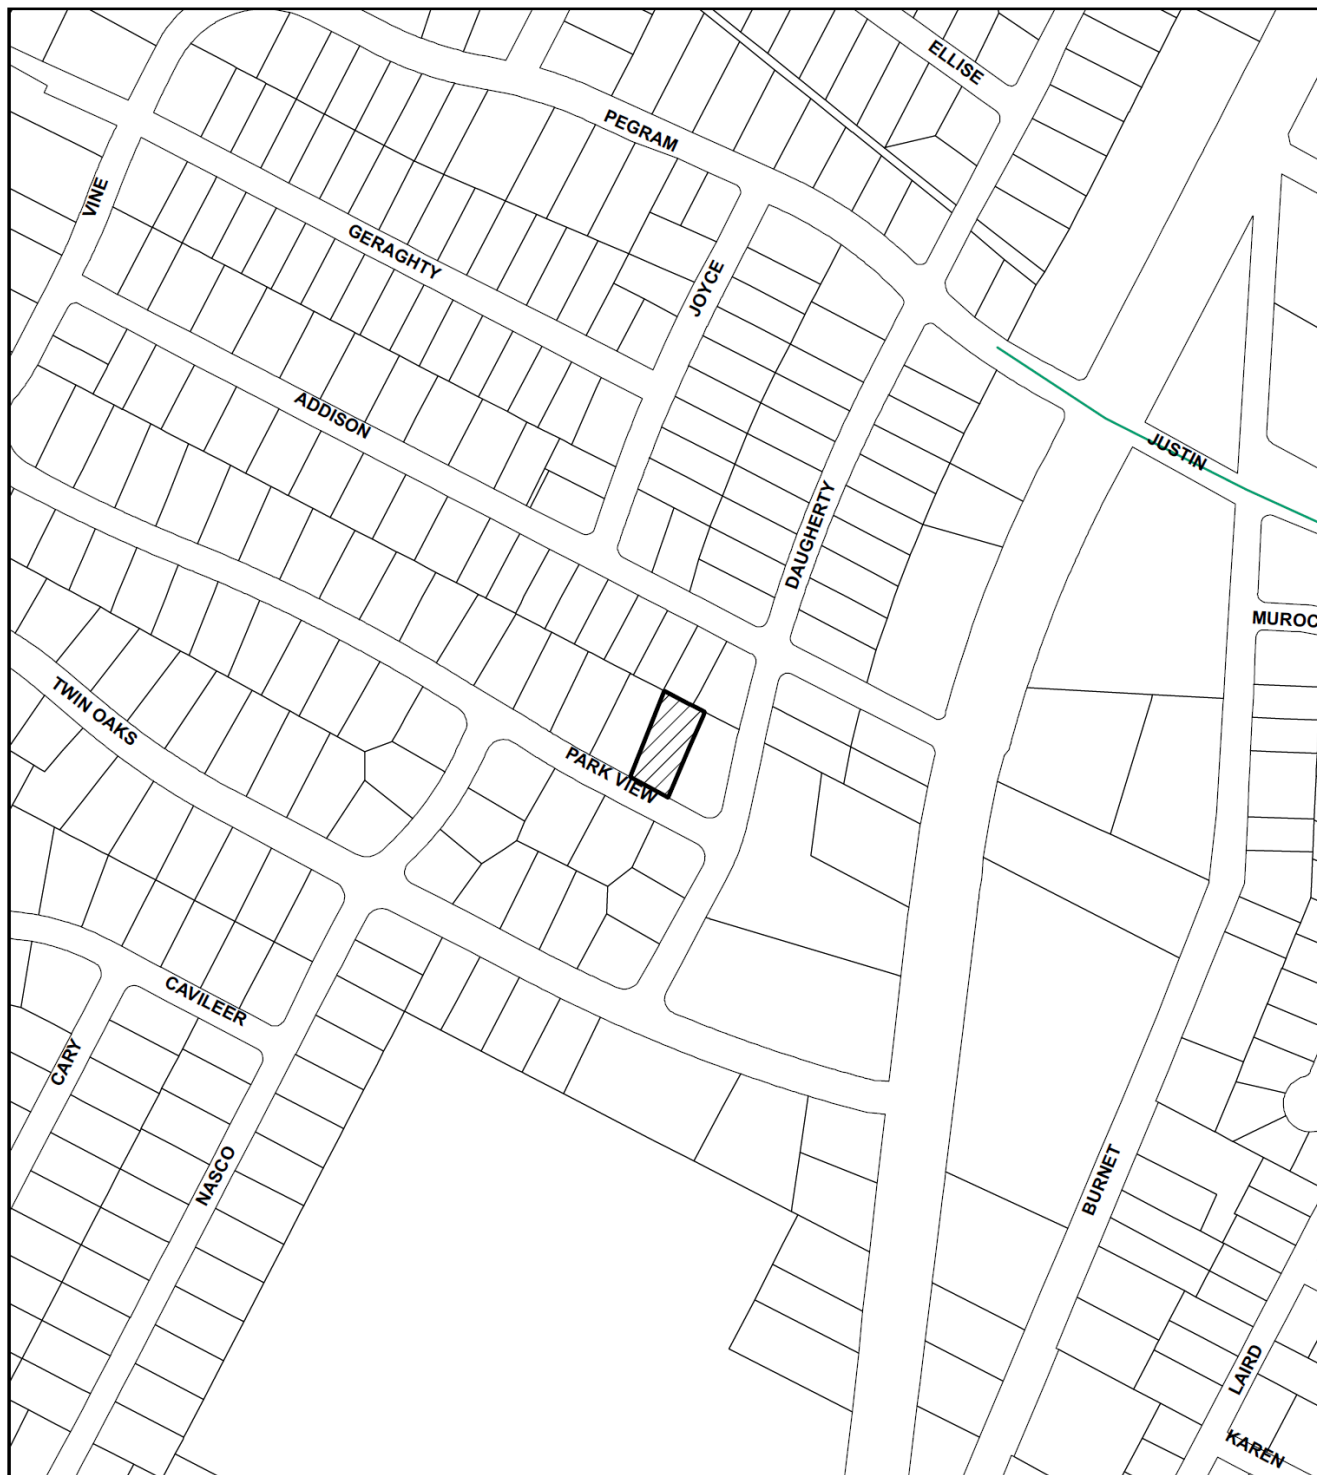 ELLISE
PEGRAM
VINE
GERAGHTY
JOYCE
ADDISON
JUSTIN
DAUGHERTY
MUROC
TWIN OAKS
PARK VIEW
CAVILEER
CARY
NASCO
BURNET
LAIRD
KAREN